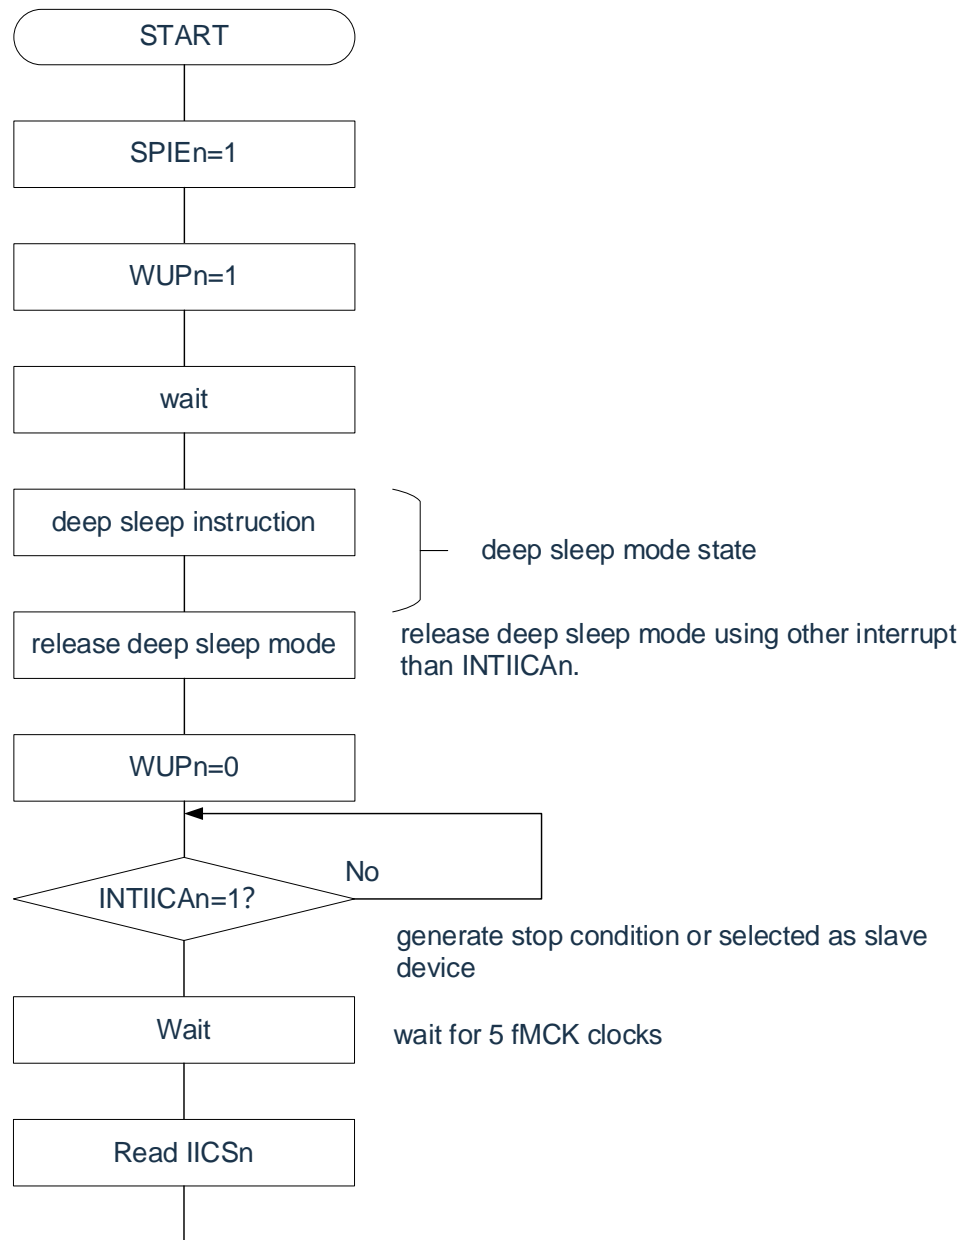 START
SPIEn=1
WUPn=1
wait
deep sleep instruction
deep sleep mode state
release deep sleep mode
release deep sleep mode using other interrupt
than INTIICAn.
WUPn=0
No
INTIICAn=1?
generate stop condition or selected as slave
device
Wait
wait for 5 fMCK clocks
Read IICSn